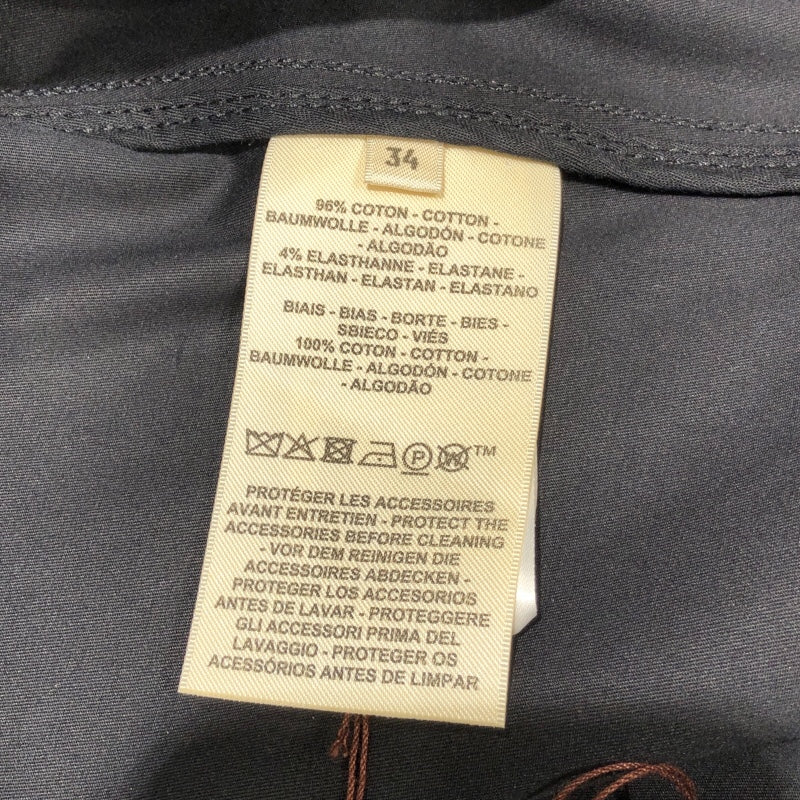 34
96% COTON - COTTON -
BAUMWOLLE - ALGODÓN - COTONE
- ALGODÃO
4% ELASTHANNE - ELASTANE -
ELASTHAN - ELASTAN - ELASTANO
BIAIS - BIAS - BORTE - BIES -
SBIECO - VIÉS
100% COTON - COTTON -
BAUMWOLLE - ALGODÓN - COTONE
- ALGODÃO
P W TM
PROTÉGER LES ACCESSOIRES
AVANT ENTRETIEN - PROTECT THE
ACCESSORIES BEFORE CLEANING
- VOR DEM REINIGEN DIE
ACCESSOIRES ABDECKEN -
PROTEGER LOS ACCESORIOS
ANTES DE LAVAR - PROTEGGERE
GLI ACCESSORI PRIMA DEL
LAVAGGIO - PROTEGER OS
ACESSÓRIOS ANTES DE LIMPAR